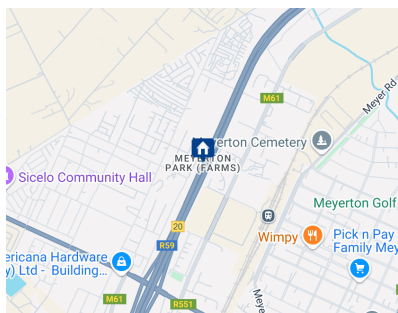 M61
Meyer Rd
Meyerton Cemetery
MEYERTON
PARK (FARMS)
Sicelo Community Hall
Meyerton Golf
20
Wimpy
Pick n Pay
Family Mey
R59
ericana Hardware
y) Ltd - Building...
M61
R551
Meye